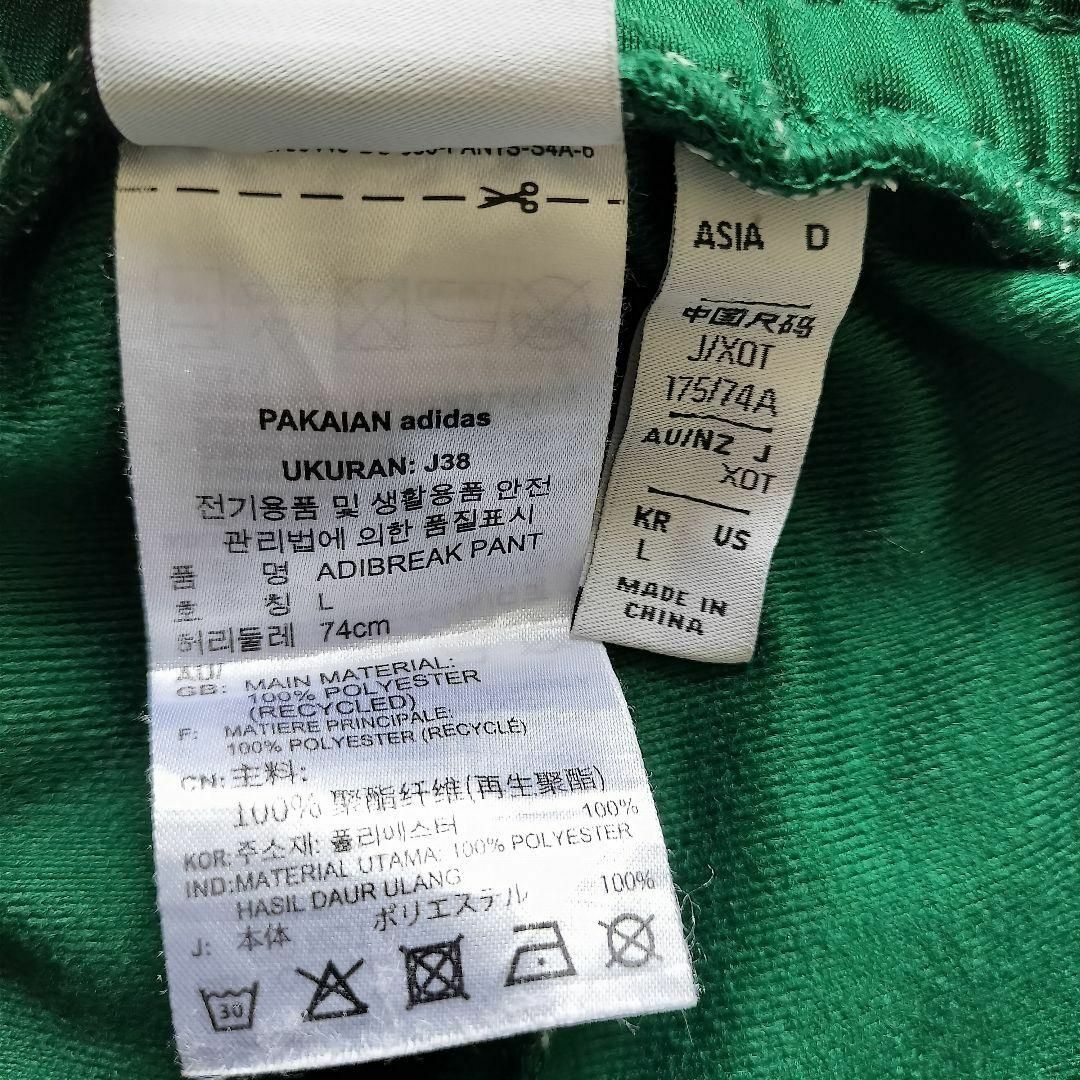 PANTS-S4A-6
PAKAIAN adidas
UKURAN: J38
전기용품 및 생활용품 안전
관리법에 의한 품질표시
품 명 ADIBREAK PANT
호 칭 L
허리둘레 74cm
AU/
GB: MAIN MATERIAL:
100% POLYESTER
(RECYCLED)
F: MATIERE PRINCIPALE:
100% POLYESTER (RECYCLÉ)
CN: 主料:
100% 聚酯纤维(再生聚酯)
KOR: 주소재: 폴리에스터 100%
IND: MATERIAL UTAMA: 100% POLYESTER
HASIL DAUR ULANG
J: 本体 ポリエステル 100%
30
ASIA D
中国尺码
J/XOT
175/74A
AU/NZ J
XOT
KR US
L
MADE IN
CHINA